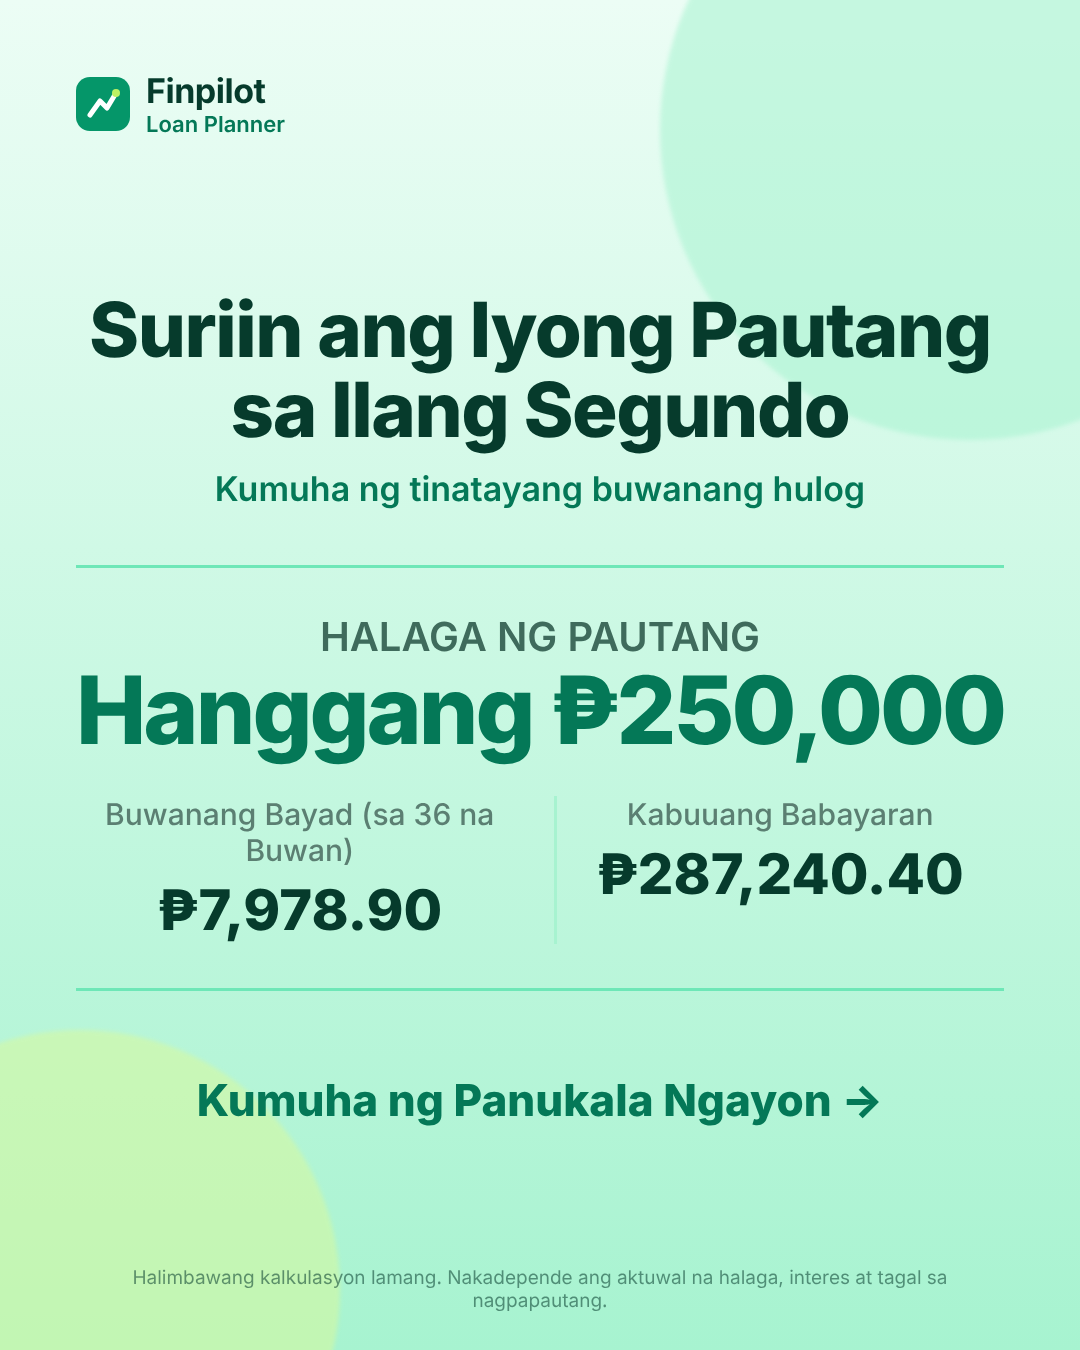 Finpilot
Loan Planner
Suriin ang Iyong Pautang
sa Ilang Segundo
Kumuha ng tinatayang buwanang hulog
HALAGA NG PAUTANG
Hanggang ₱250,000
Buwanang Bayad (sa 36 na
Buwan)
₱7,978.90
Kabuuang Babayaran
₱287,240.40
Kumuha ng Panukala Ngayon →
Halimbawang kalkulasyon lamang. Nakadepende ang aktuwal na halaga, interes at tagal sa
nagpapautang.